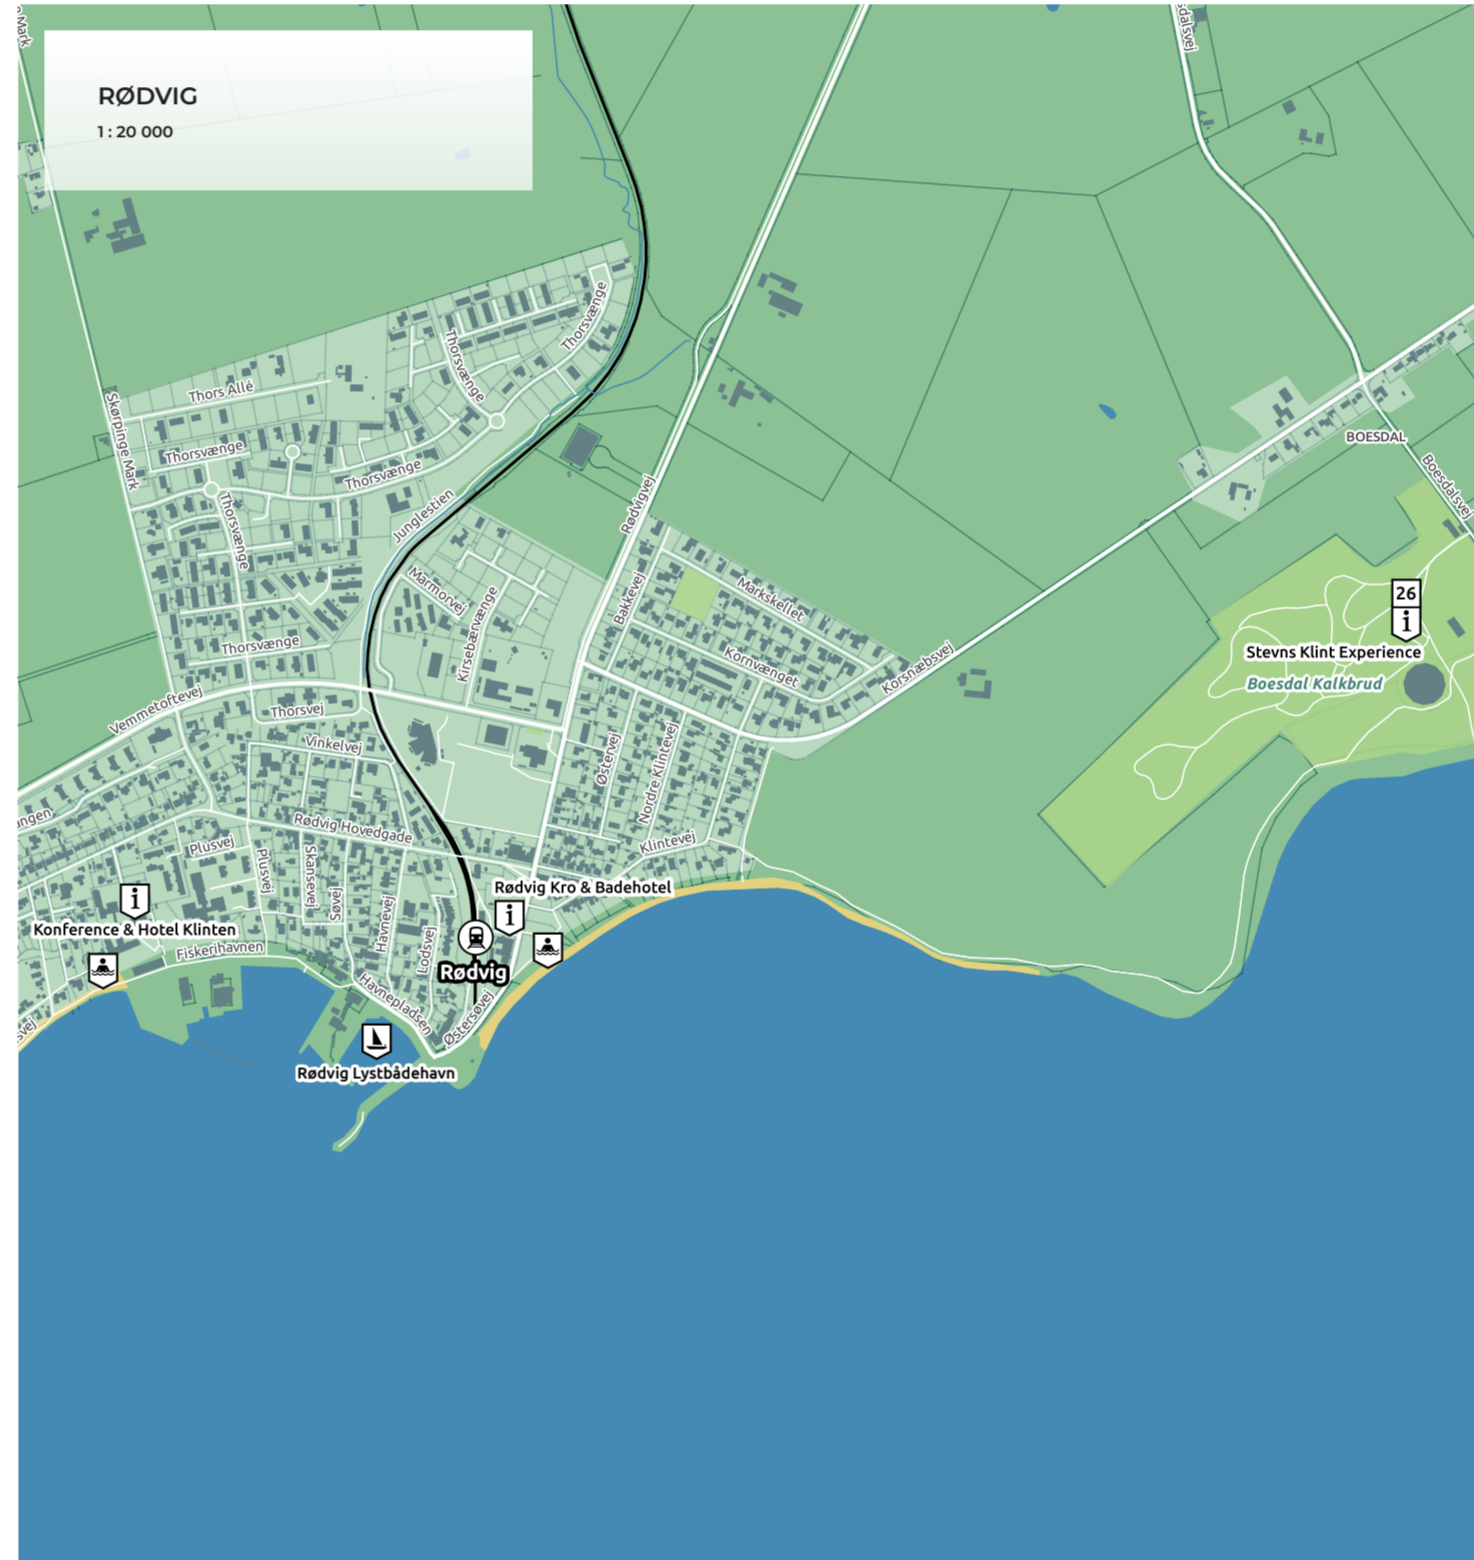 Mark
RØDVIG
1 : 20 000
Thorsvænge
Thorsvænge
Thors Allé
Skørpinge Mark
Thorsvænge
Thorsvænge
Thorsvænge
Junglestien
Rødvigvej
BOESDAL
Boesdalsvej
Marmorvej
Kirsebærvænge
Bakkevej
Markskellet
Kornvænget
Korsnæbsvej
26
Stevns Klint Experience
Boesdal Kalkbrud
Thorsvænge
Vemmetoftevej
Thorsvej
Vinkelvej
Østervej
Nordre Klintevej
Rødvig Hovedgade
Klintevej
Plusvej
Plusvej
Skansevej
Søvej
Havnevej
Lodsvej
Rødvig Kro & Badehotel
Konference & Hotel Klinten
Fiskerihavnen
Rødvig
Havnepladsen
Østersøvej
Rødvig Lystbådehavn